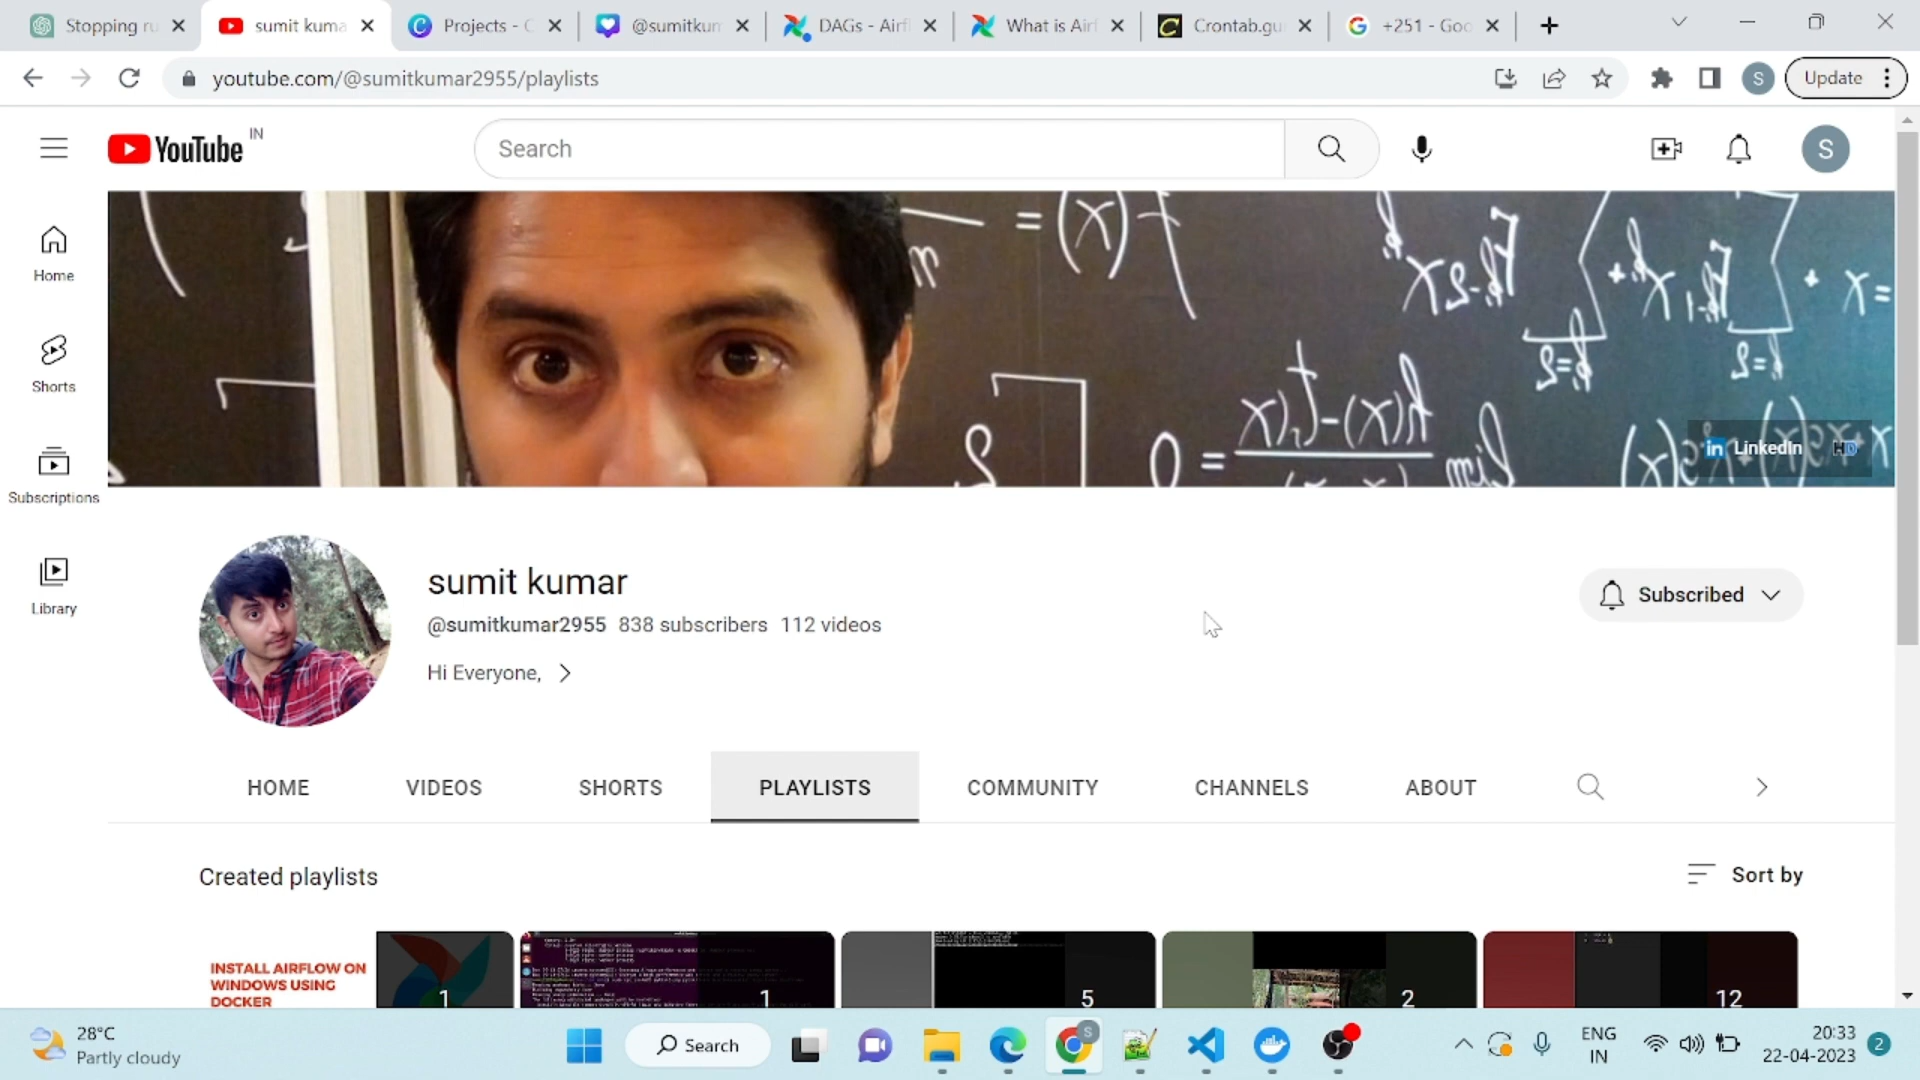 Stopping ru
sumit kuma
Projects - C
@sumitkum
DAGs - Airfl
What is Airf
Crontab.gu
+251 - Goo
youtube.com/@sumitkumar2955/playlists
S
Update
YouTube IN
Search
S
Home
Shorts
Subscriptions
Library
LinkedIn
sumit kumar
@sumitkumar2955 838 subscribers 112 videos
Hi Everyone,
Subscribed
HOME
VIDEOS
SHORTS
PLAYLISTS
COMMUNITY
CHANNELS
ABOUT
Created playlists
Sort by
INSTALL AIRFLOW ON
WINDOWS USING
DOCKER
1
1
5
2
12
28°C
Partly cloudy
Search
ENG
IN
20:33
22-04-2023
2